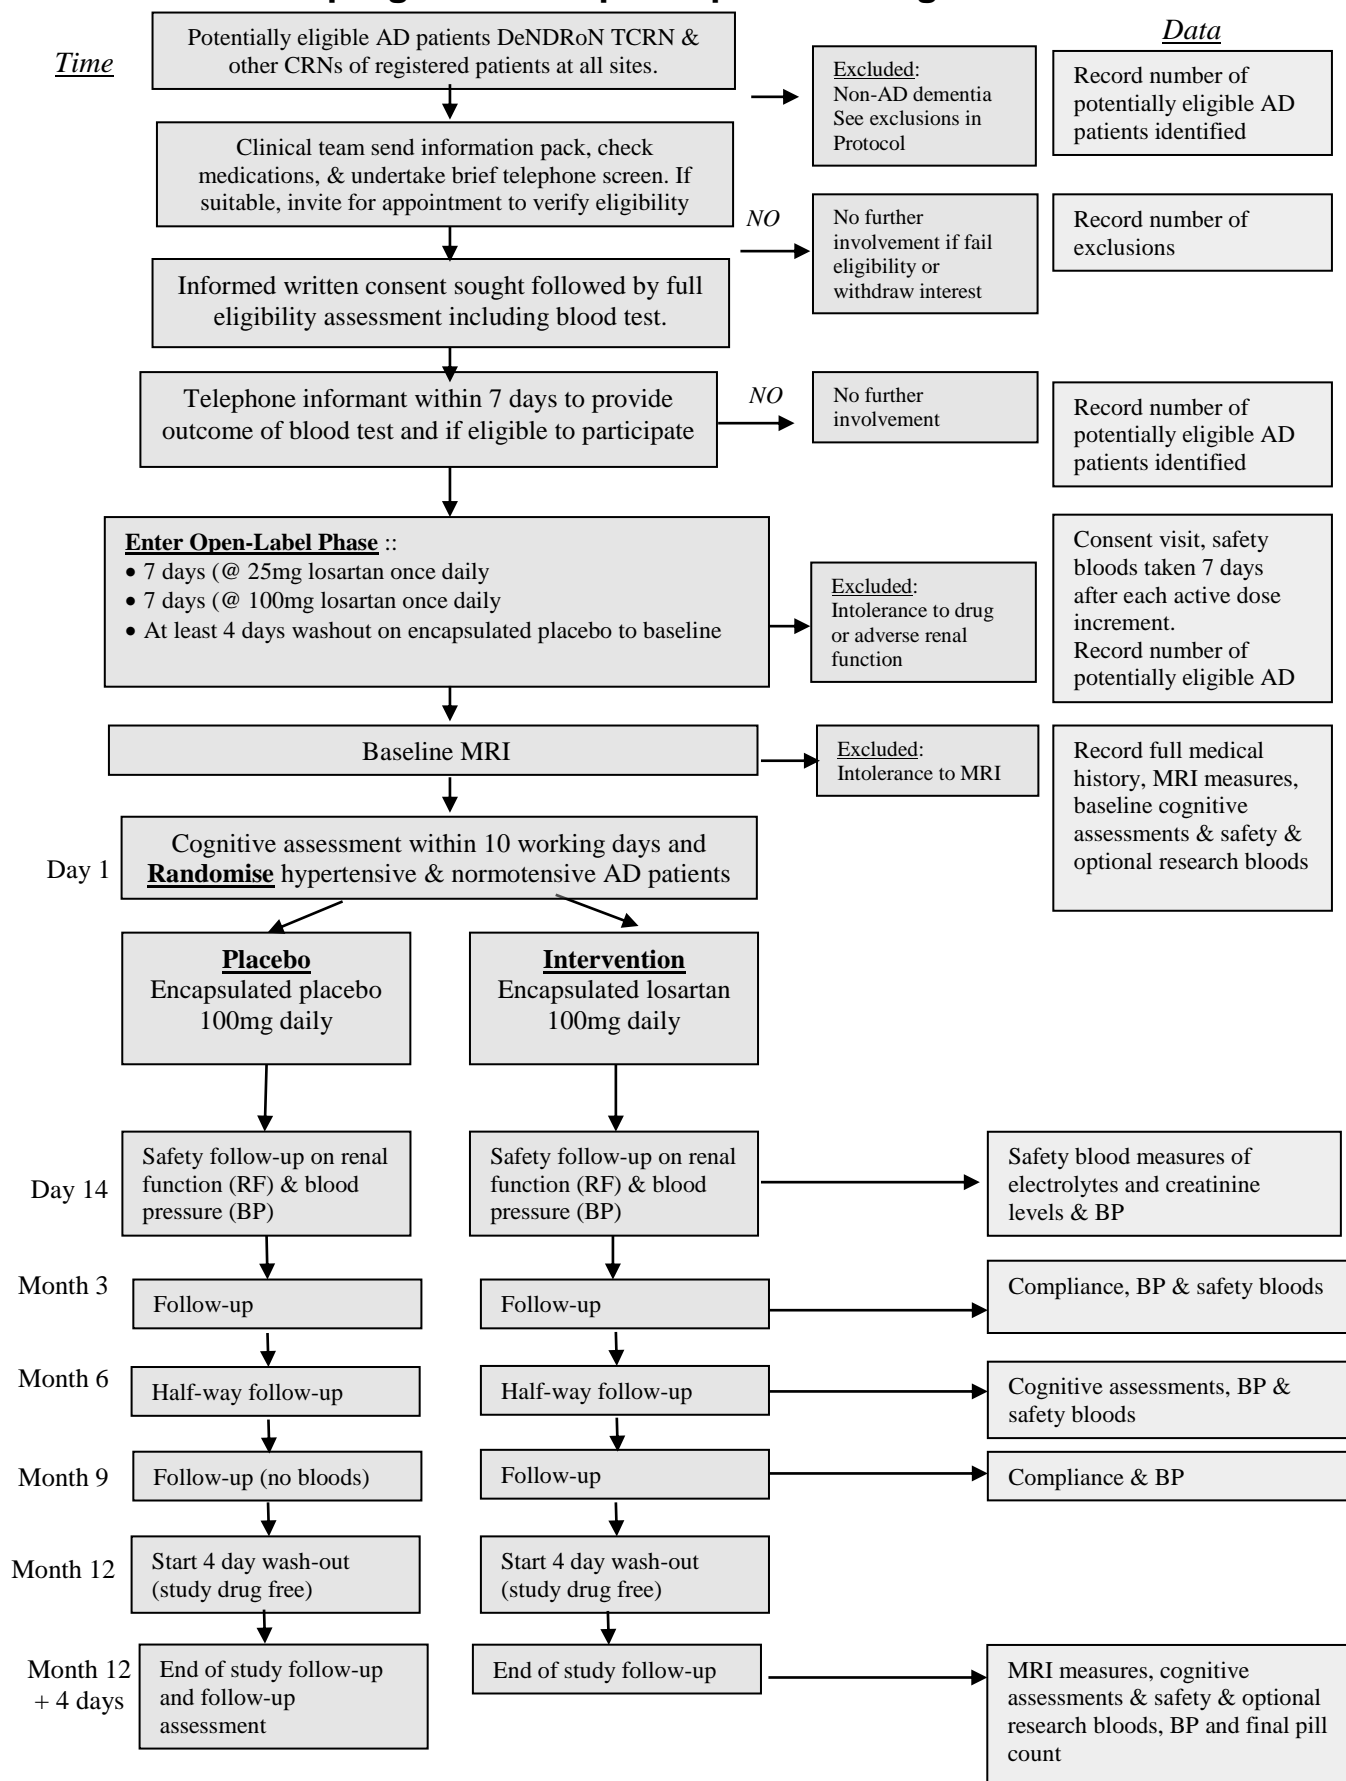 Time
Data
Potentially eligible AD patients DeNDRoN TCRN &
other CRNs of registered patients at all sites.
Excluded:
Non-AD dementia
See exclusions in
Protocol
Record number of
potentially eligible AD
patients identified
Clinical team send information pack, check
medications, & undertake brief telephone screen. If
suitable, invite for appointment to verify eligibility
NO
No further
involvement if fail
eligibility or
withdraw interest
Record number of
exclusions
Informed written consent sought followed by full
eligibility assessment including blood test.
Telephone informant within 7 days to provide
outcome of blood test and if eligible to participate
NO
No further
involvement
Record number of
potentially eligible AD
patients identified
Enter Open-Label Phase ::
• 7 days (@ 25mg losartan once daily
• 7 days (@ 100mg losartan once daily
• At least 4 days washout on encapsulated placebo to baseline
Excluded:
Intolerance to drug
or adverse renal
function
Consent visit, safety
bloods taken 7 days
after each active dose
increment.
Record number of
potentially eligible AD
Baseline MRI
Excluded:
Intolerance to MRI
Record full medical
history, MRI measures,
baseline cognitive
assessments & safety &
optional research bloods
Day 1
Cognitive assessment within 10 working days and
Randomise hypertensive & normotensive AD patients
Placebo
Encapsulated placebo
100mg daily
Intervention
Encapsulated losartan
100mg daily
Day 14
Safety follow-up on renal
function (RF) & blood
pressure (BP)
Safety follow-up on renal
function (RF) & blood
pressure (BP)
Safety blood measures of
electrolytes and creatinine
levels & BP
Month 3
Follow-up
Follow-up
Compliance, BP & safety bloods
Month 6
Half-way follow-up
Half-way follow-up
Cognitive assessments, BP &
safety bloods
Month 9
Follow-up (no bloods)
Follow-up
Compliance & BP
Month 12
Start 4 day wash-out
(study drug free)
Start 4 day wash-out
(study drug free)
Month 12
+ 4 days
End of study follow-up
and follow-up
assessment
End of study follow-up
MRI measures, cognitive
assessments & safety & optional
research bloods, BP and final pill
count